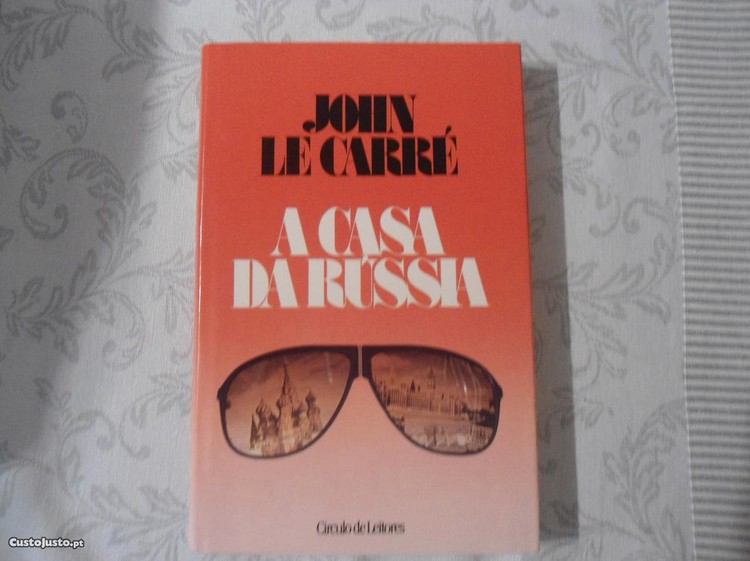 JOHN
LE CARRÉ
A CASA
DA RÚSSIA
Círculo de Leitores
CustoJusto.pt